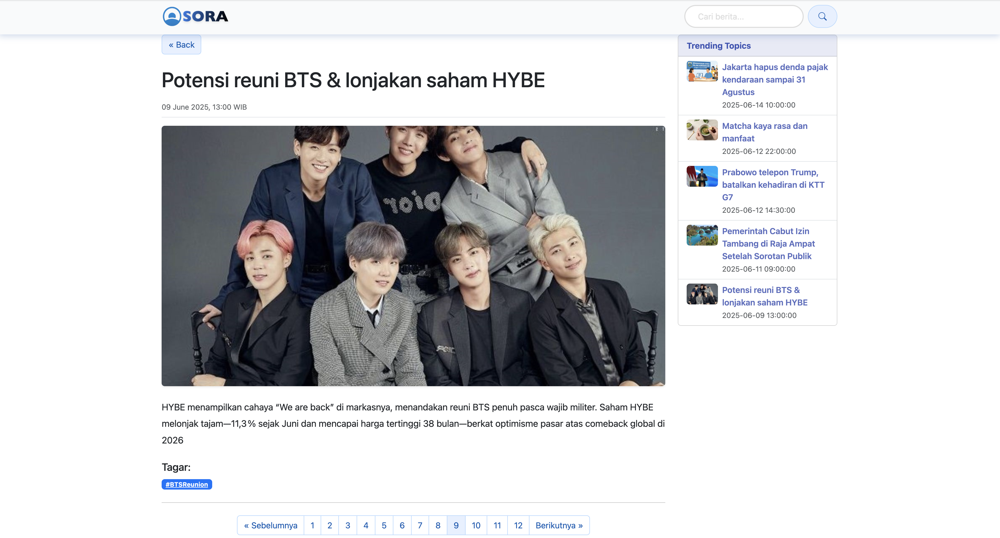 SORA
Cari berita...
« Back
Potensi reuni BTS & lonjakan saham HYBE
09 June 2025, 13:00 WIB
Dior
HYBE menampilkan cahaya “We are back” di markasnya, menandakan reuni BTS penuh pasca wajib militer. Saham HYBE
melonjak tajam—11,3% sejak Juni dan mencapai harga tertinggi 38 bulan—berkat optimisme pasar atas comeback global di
2026
Tagar:
#BTSReunion
« Sebelumnya 1 2 3 4 5 6 7 8 9 10 11 12 Berikutnya »
Trending Topics
PENGHAPUSAN DENDA
PAJAK KENDARAAN
Jakarta hapus denda pajak
kendaraan sampai 31
Agustus
2025-06-14 10:00:00
Matcha kaya rasa dan
manfaat
2025-06-12 22:00:00
Prabowo telepon Trump,
batalkan kehadiran di KTT
G7
2025-06-12 14:30:00
Pemerintah Cabut Izin
Tambang di Raja Ampat
Setelah Sorotan Publik
2025-06-11 09:00:00
Potensi reuni BTS &
lonjakan saham HYBE
2025-06-09 13:00:00